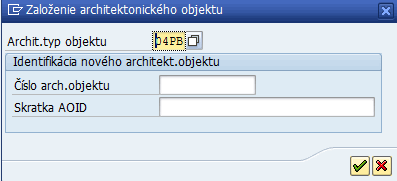 Založenie architektonického objektu
Archit.typ objektu 04PB
Identifikácia nového architekt.objektu
Číslo arch.objektu
Skratka AOID